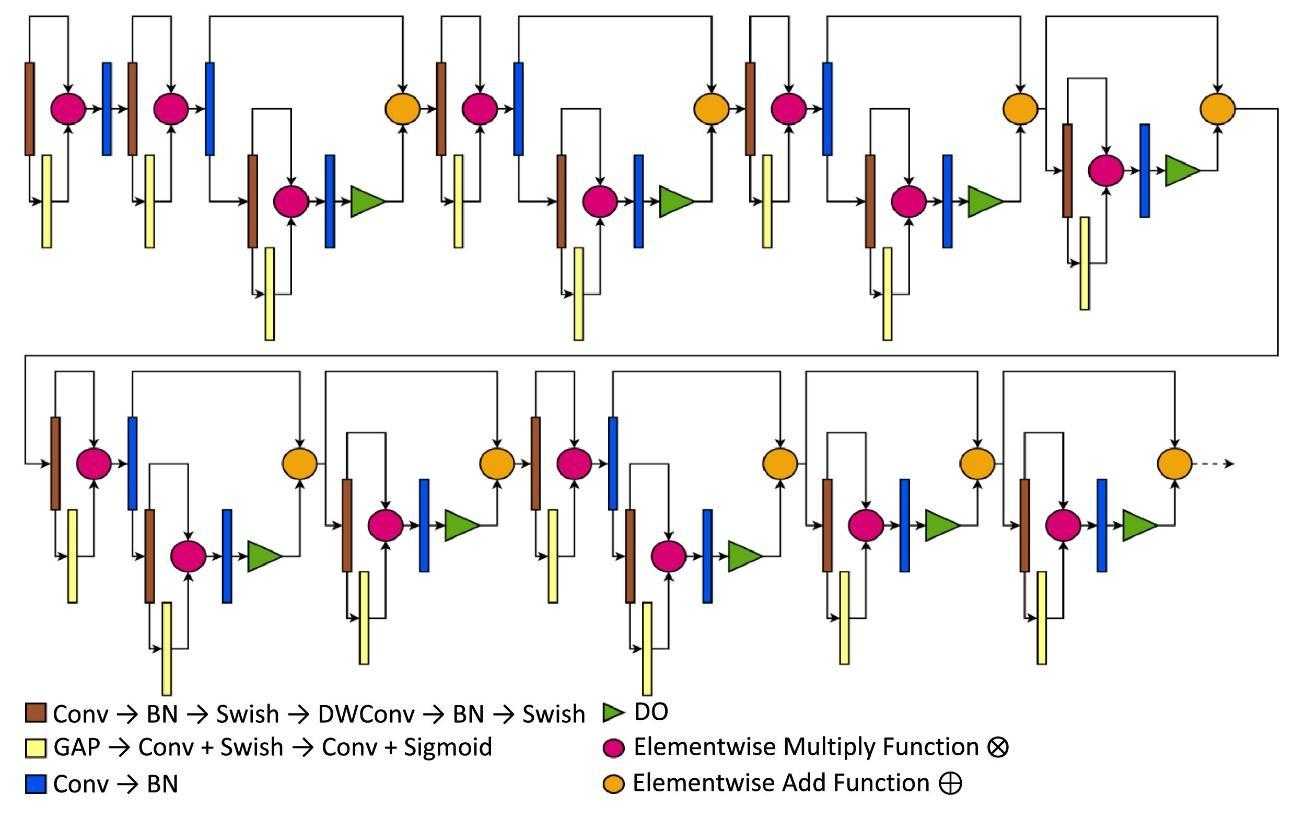 Conv → BN → Swish → DWConv → BN → Swish
GAP → Conv + Swish → Conv + Sigmoid
Conv → BN
DO
Elementwise Multiply Function ⊗
Elementwise Add Function ⊕